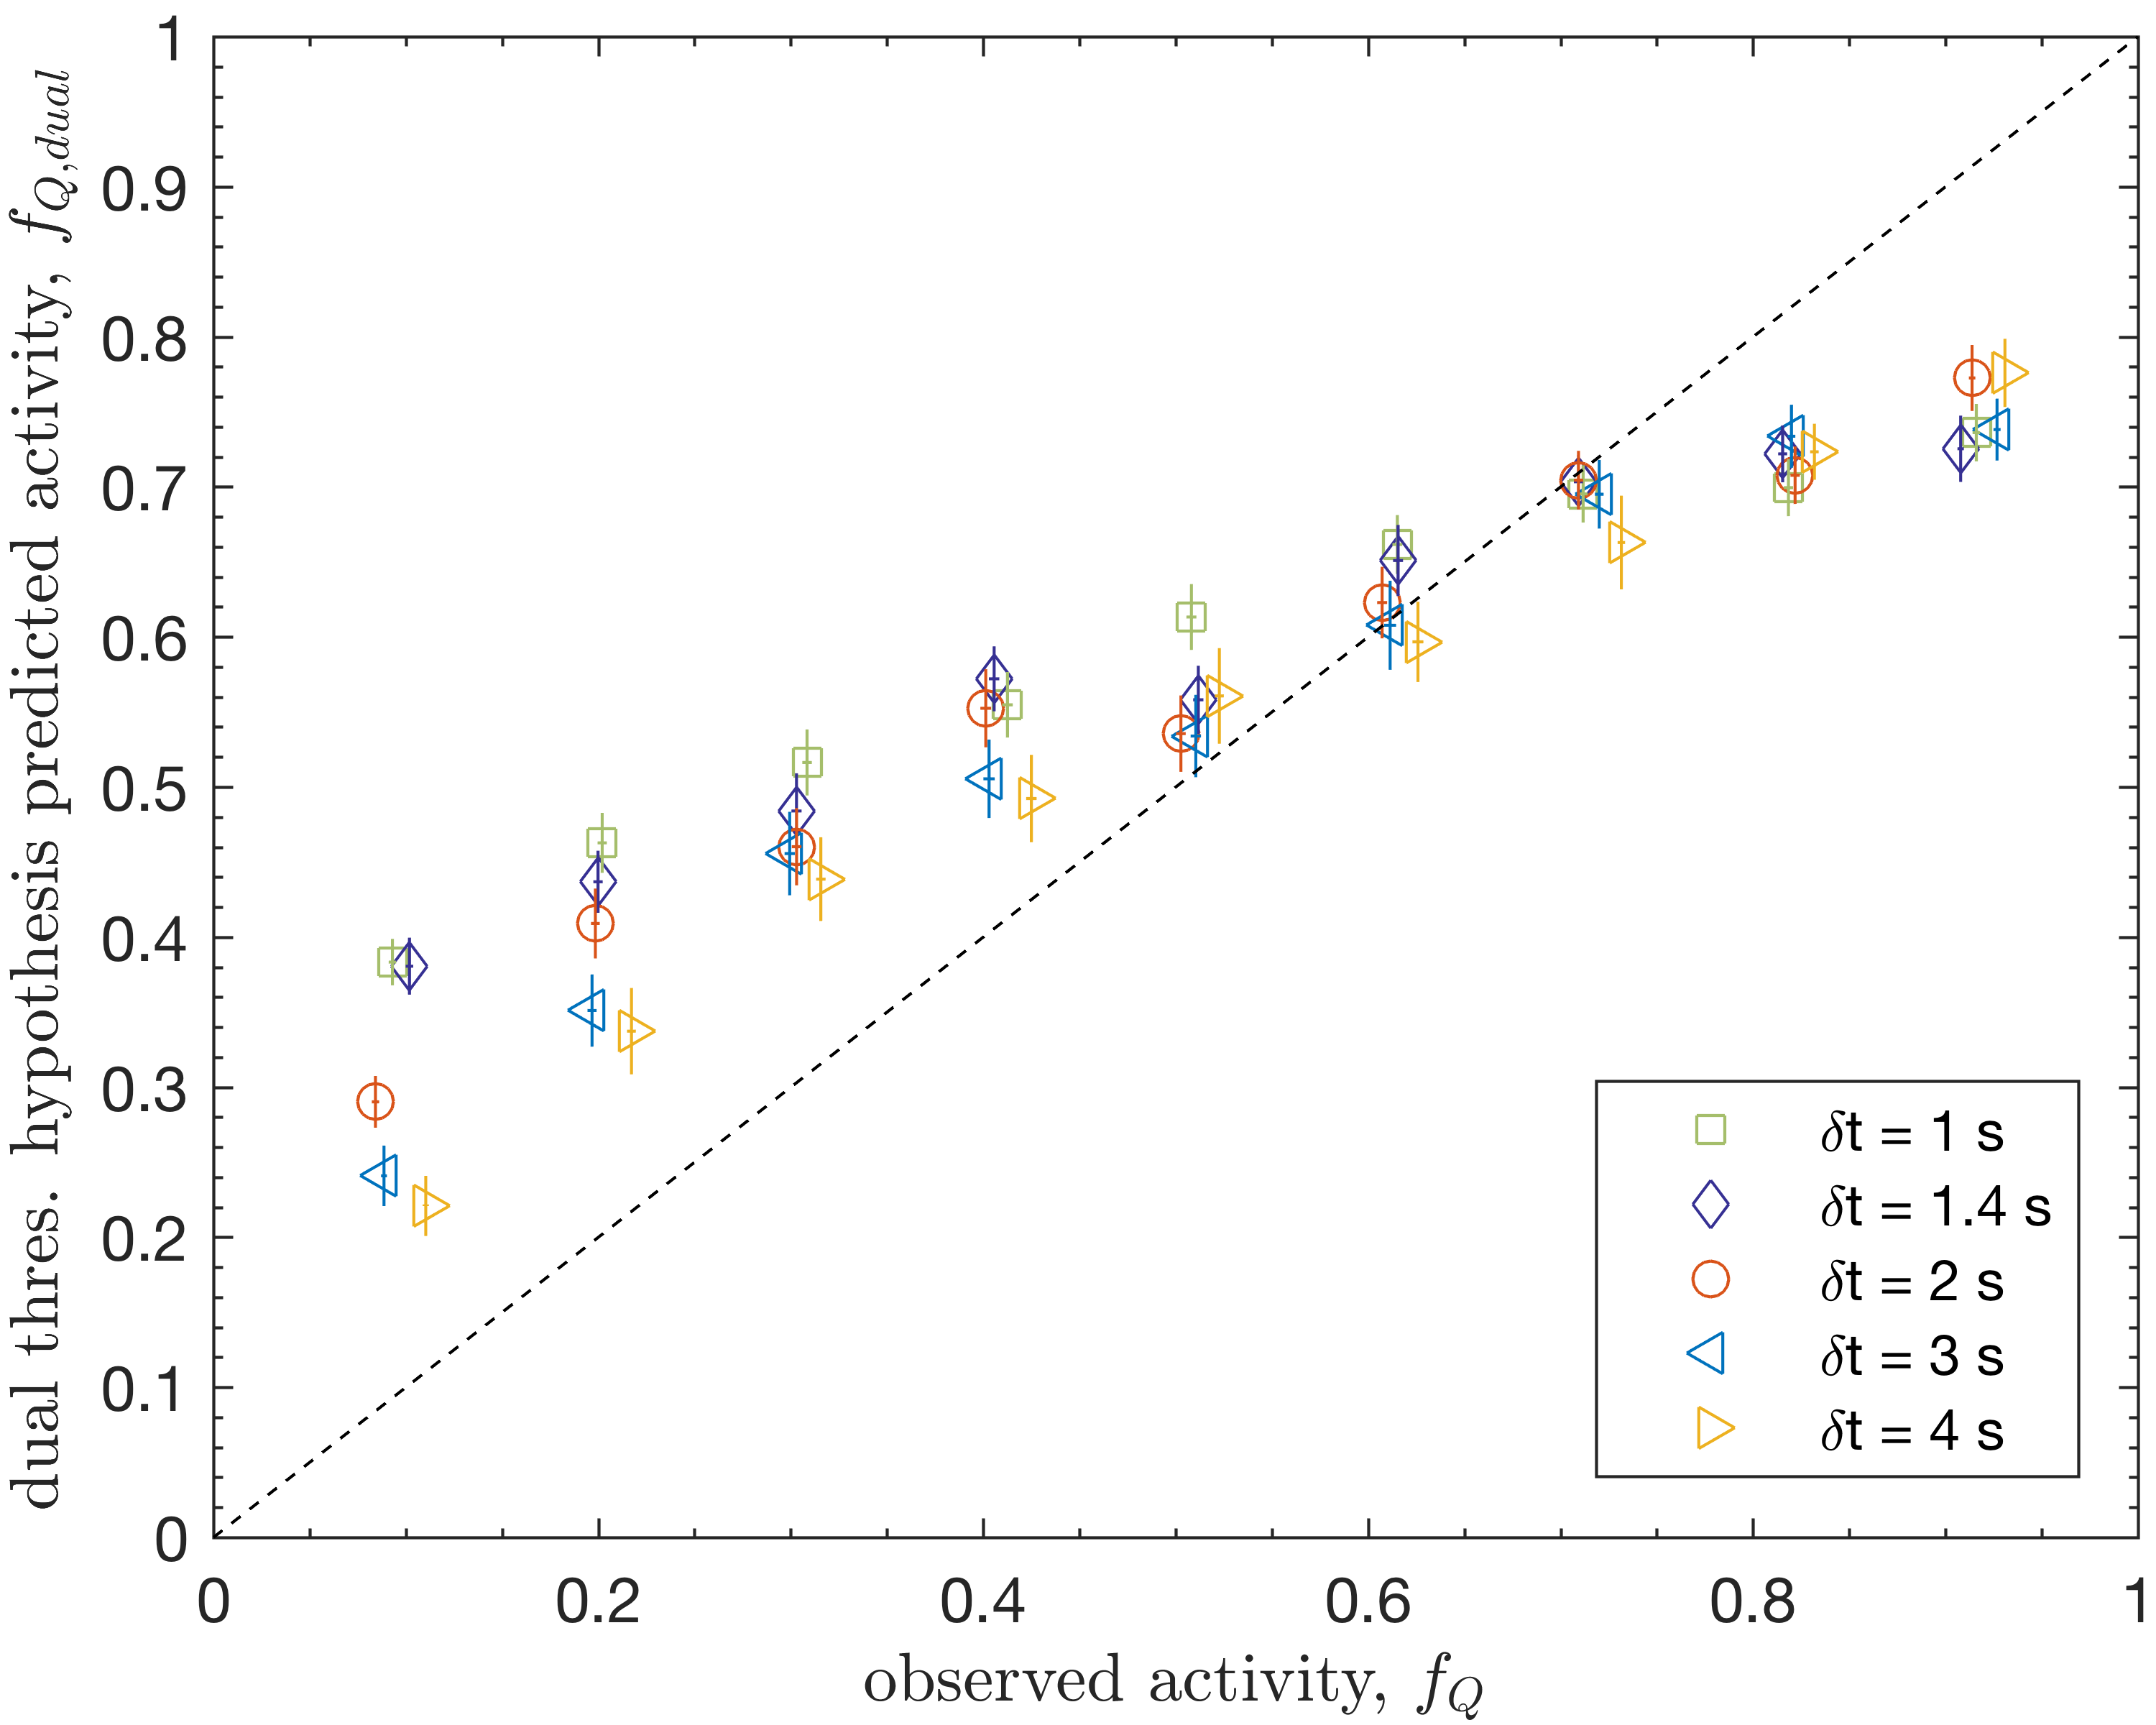 dual thres. hypothesis predicted activity, f_{Q,dual}
1
0.9
0.8
0.7
0.6
0.5
0.4
0.3
0.2
0.1
0
δt = 1 s
δt = 1.4 s
δt = 2 s
δt = 3 s
δt = 4 s
0 0.2 0.4 0.6 0.8 1
observed activity, f_Q